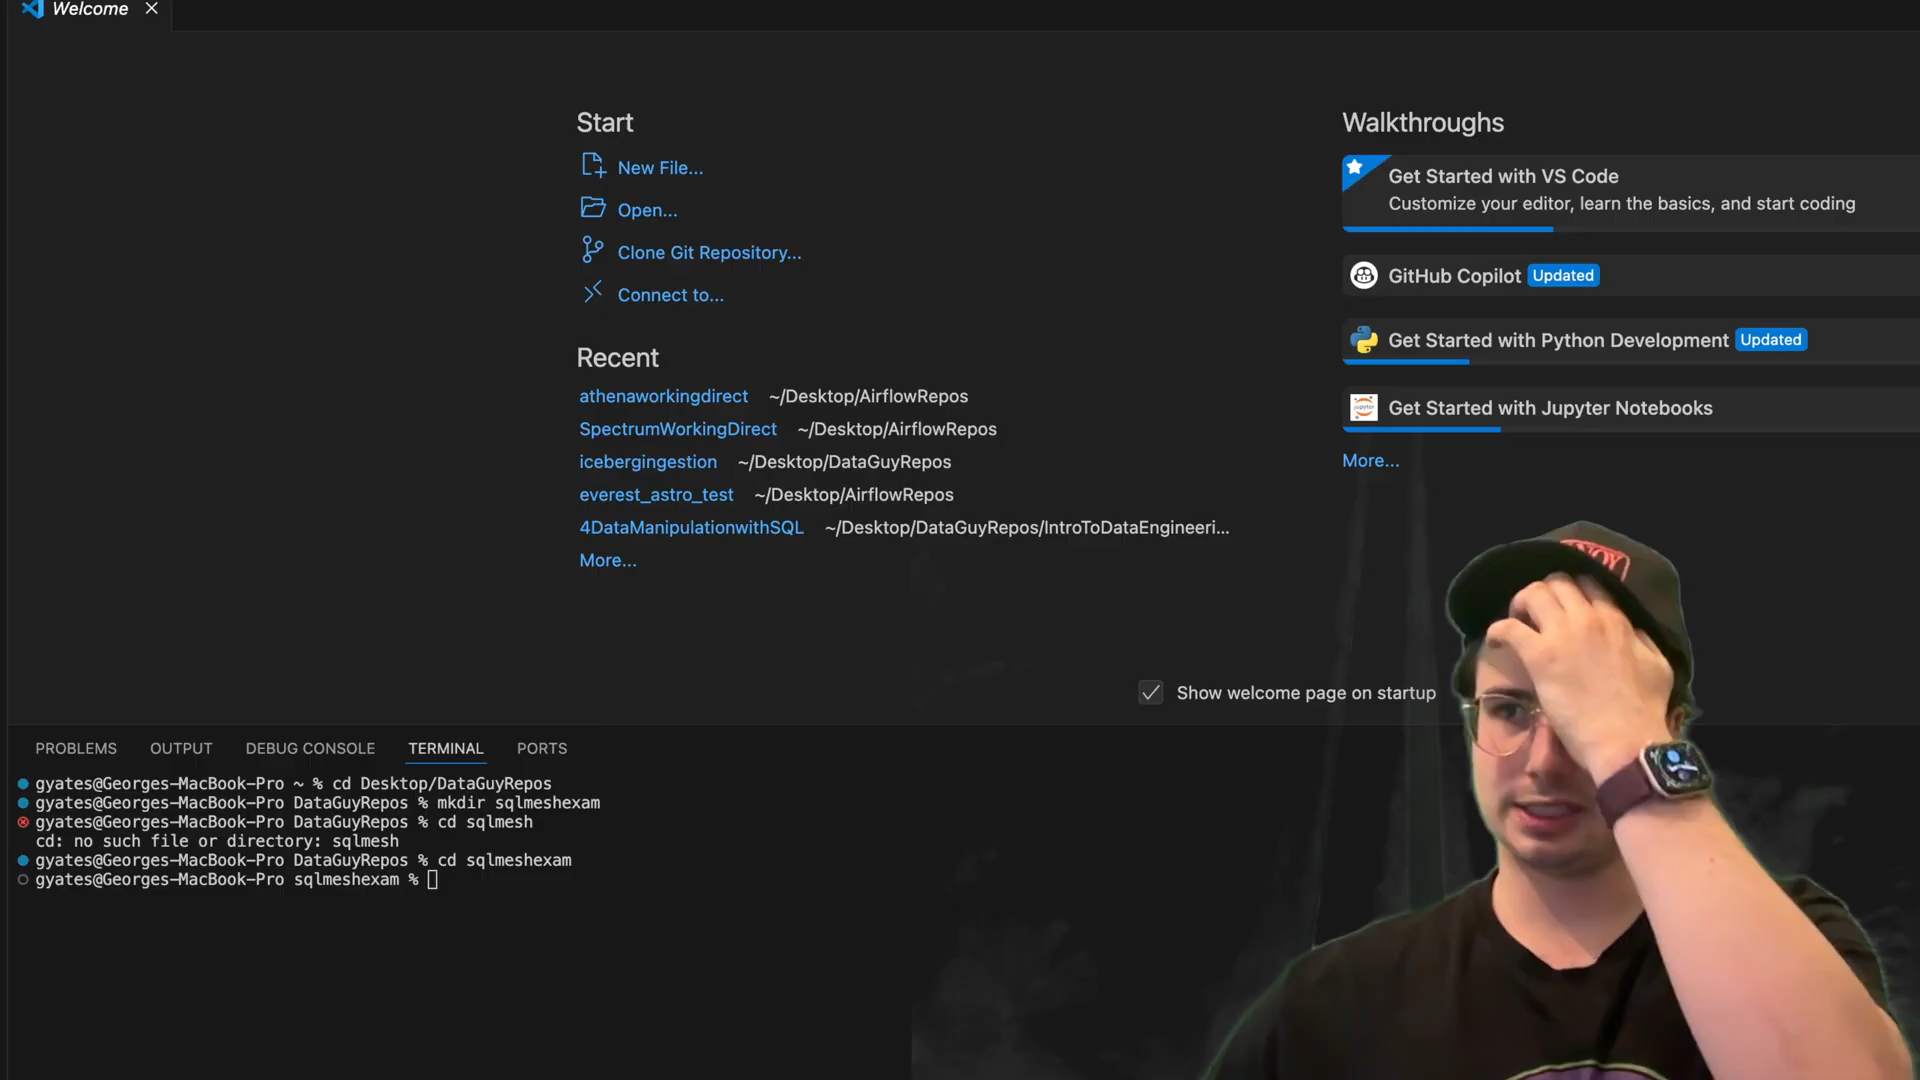 Welcome
Start
New File...
Open...
Clone Git Repository...
Connect to...
Recent
athenaworkingdirect ~/Desktop/AirflowRepos
SpectrumWorkingDirect ~/Desktop/AirflowRepos
icebergingestion ~/Desktop/DataGuyRepos
everest_astro_test ~/Desktop/AirflowRepos
4DataManipulationwithSQL ~/Desktop/DataGuyRepos/IntroToDataEngineeri...
More...
Walkthroughs
Get Started with VS Code
Customize your editor, learn the basics, and start coding
GitHub Copilot Updated
Get Started with Python Development Updated
Get Started with Jupyter Notebooks
More...
Show welcome page on startup
PROBLEMS OUTPUT DEBUG CONSOLE TERMINAL PORTS
gyates@Georges-MacBook-Pro ~ % cd Desktop/DataGuyRepos
gyates@Georges-MacBook-Pro DataGuyRepos % mkdir sqlmeshexam
gyates@Georges-MacBook-Pro DataGuyRepos % cd sqlmesh
cd: no such file or directory: sqlmesh
gyates@Georges-MacBook-Pro DataGuyRepos % cd sqlmeshexam
gyates@Georges-MacBook-Pro sqlmeshexam %